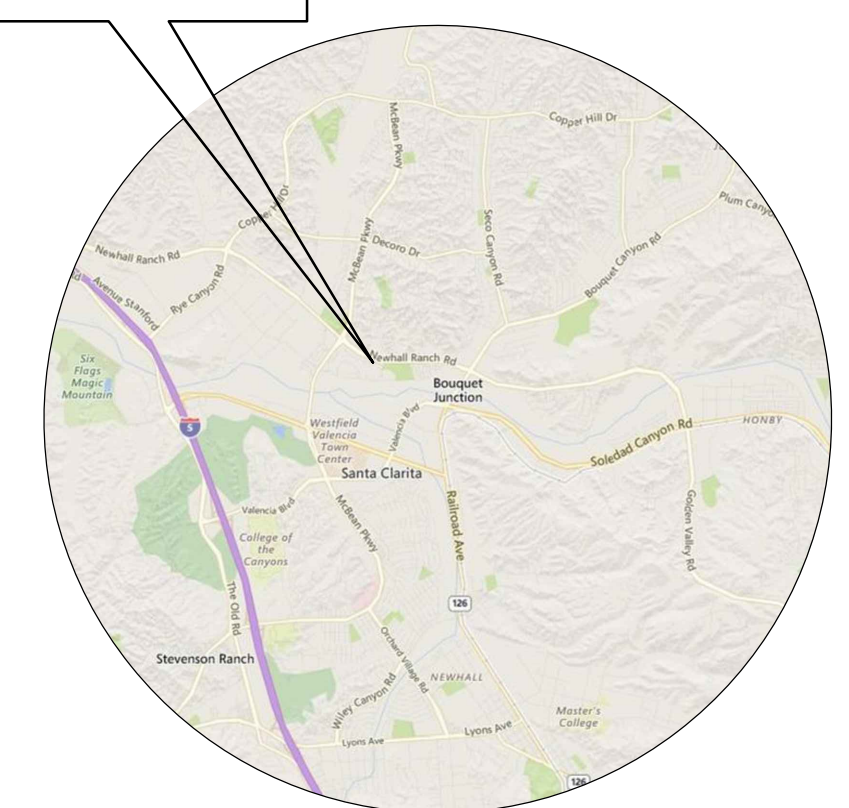 McBean Pkwy
Copper Hill Dr
Plum Canyo
Copper Hill Dr
Seco Canyon Rd
McBean Pkwy
Decoro Dr
Bouquet Canyon Rd
Newhall Ranch Rd
Rye Canyon Rd
Rd
Avenue Stanford
Newhall Ranch Rd
Six
Flags
Magic
Mountain
Bouquet
Junction
5
Westfield
Valencia
Town
Center
Valencia Blvd
Soledad Canyon Rd
HONBY
Santa Clarita
Valencia Blvd
McBean Pkwy
Railroad Ave
Golden Valley Rd
College of
the
Canyons
The Old Rd
126
Stevenson Ranch
Orchard Village Rd
NEWHALL
Wiley Canyon Rd
Master's
College
Lyons Ave
Lyons Ave
126